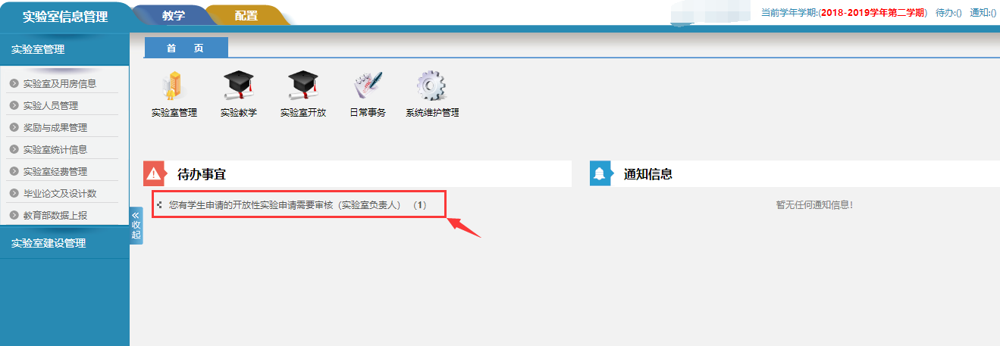 实验室信息管理
教学
配置
当前学年学期:(2018-2019学年第二学期) 待办:() 通知:()
实验室管理
首 页
实验室及用房信息
实验人员管理
奖励与成果管理
实验室统计信息
实验室经费管理
毕业论文及设计数
教育部数据上报
实验室建设管理
收起
实验室管理
实验教学
实验室开放
日常事务
系统维护管理
待办事宜
您有学生申请的开放性实验申请需要审核（实验室负责人）（1）
通知信息
暂无任何通知信息！